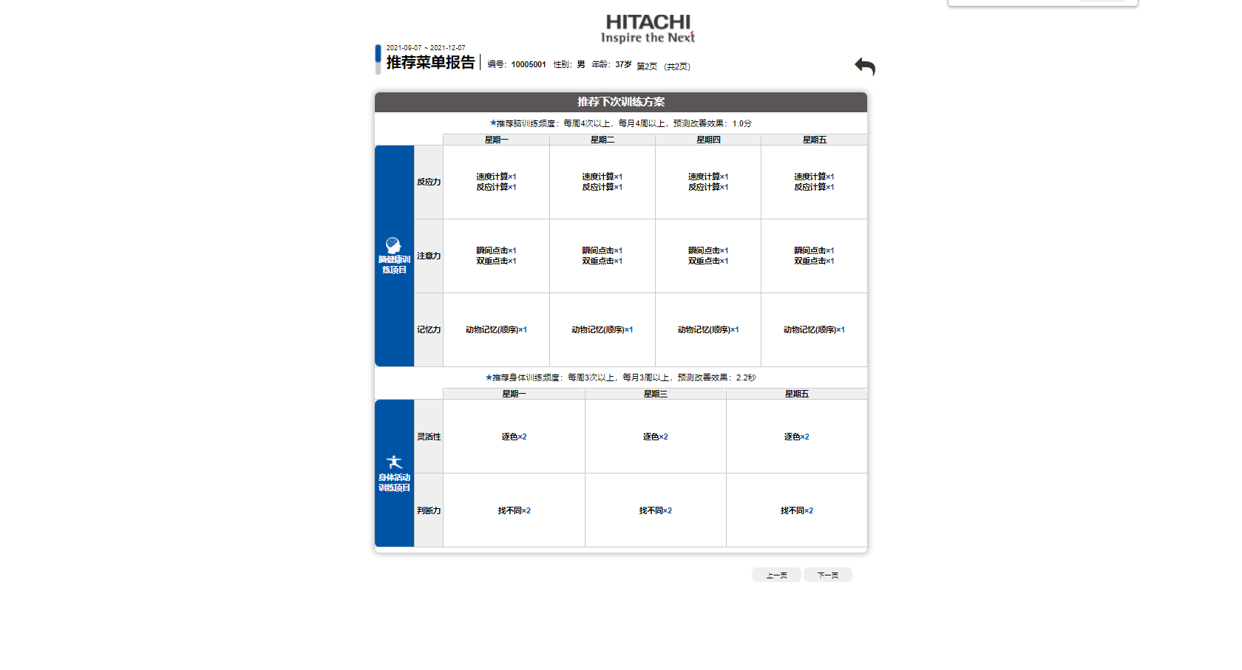 HITACHI
Inspire the Next
2021-09-07 ~ 2021-12-07
推荐菜单报告 编号: 10005001 性别: 男 年龄: 37岁 第2页 (共2页)
推荐下次训练方案
★推荐脑训练频度: 每周4次以上, 每月4周以上, 预测改善效果: 1.0分
星期一 星期二 星期四 星期五
脑健康训
练项目
反应力
速度计算×1 速度计算×1 速度计算×1 速度计算×1
反应计算×1 反应计算×1 反应计算×1 反应计算×1
注意力
瞬间点击×1 瞬间点击×1 瞬间点击×1 瞬间点击×1
双重点击×1 双重点击×1 双重点击×1 双重点击×1
记忆力 动物记忆(顺序)×1 动物记忆(顺序)×1 动物记忆(顺序)×1 动物记忆(顺序)×1
★推荐身体训练频度: 每周3次以上, 每月3周以上, 预测改善效果: 2.2秒
星期一 星期三 星期五
身体活动
训练项目
灵活性 逐色×2 逐色×2 逐色×2
判断力 找不同×2 找不同×2 找不同×2
上一页 下一页